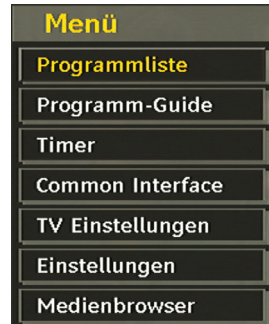 Menü
Programmliste
Programm-Guide
Timer
Common Interface
TV Einstellungen
Einstellungen
Medienbrowser